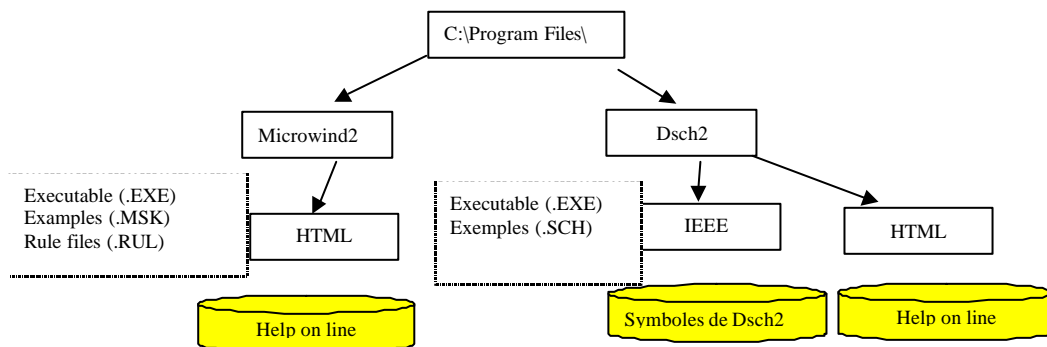 C:\Program Files\
Microwind2
Dsch2
Executable (.EXE)
Examples (.MSK)
Rule files (.RUL)
HTML
Executable (.EXE)
Exemples (.SCH)
IEEE
HTML
Help on line
Symboles de Dsch2
Help on line